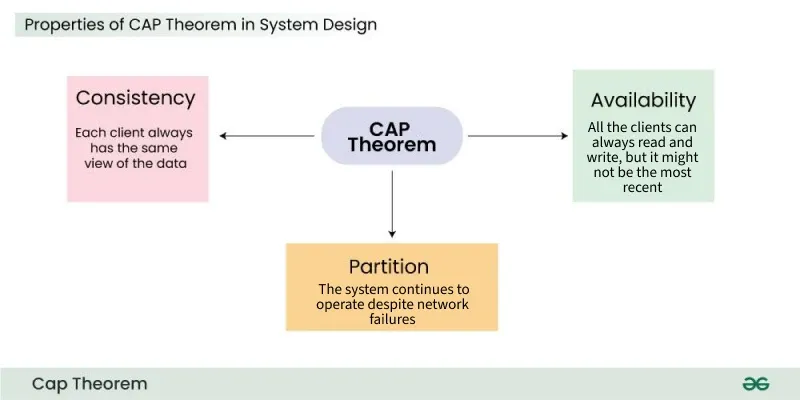 Properties of CAP Theorem in System Design
Consistency
Each client always
has the same
view of the data
CAP
Theorem
Availability
All the clients can
always read and
write, but it might
not be the most
recent
Partition
The system continues to
operate despite network
failures
Cap Theorem